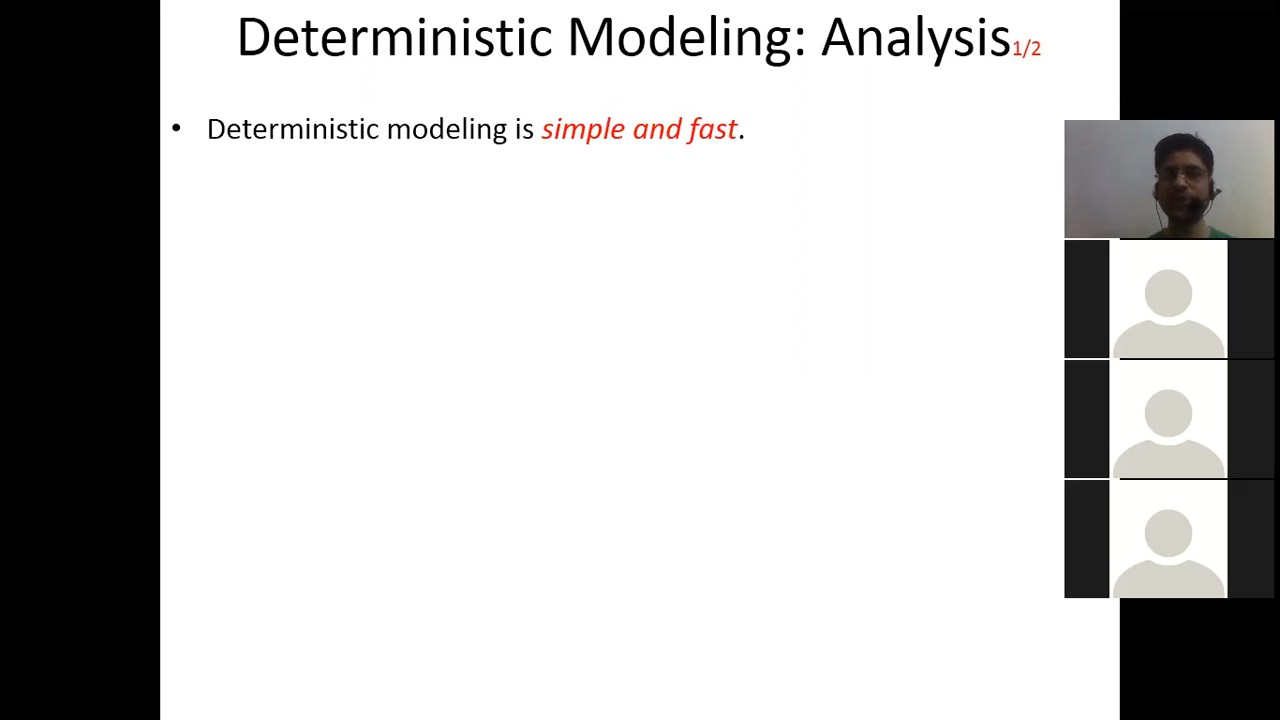 Deterministic Modeling: Analysis1/2
• Deterministic modeling is simple and fast.